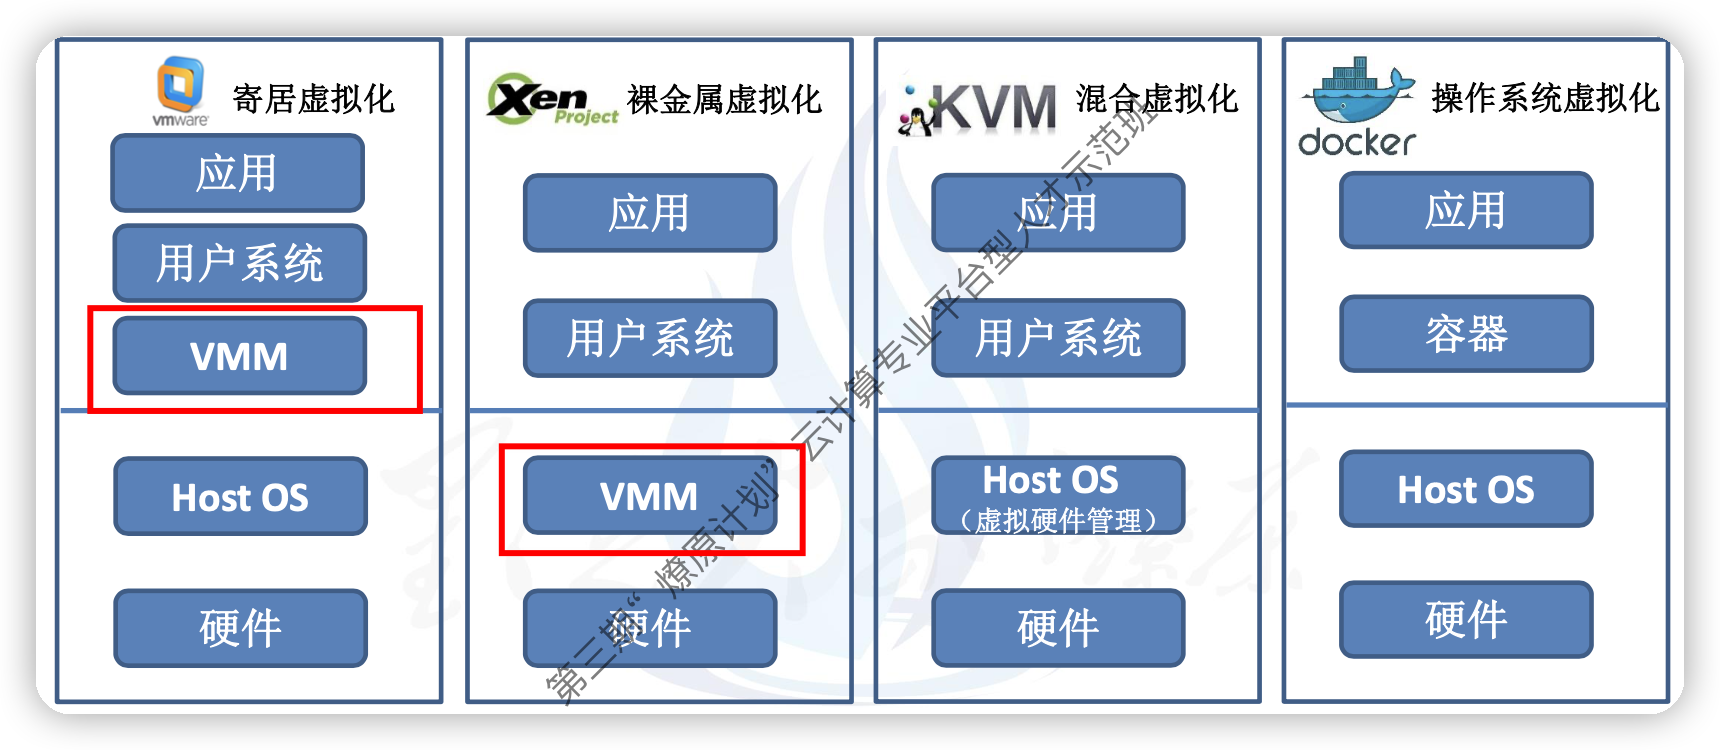 vmware
寄居虚拟化
应用
用户系统
VMM
Host OS
硬件
Xen
Project
裸金属虚拟化
应用
用户系统
VMM
硬件
KVM
混合虚拟化
应用
用户系统
Host OS
（虚拟硬件管理）
硬件
docker
操作系统虚拟化
应用
容器
Host OS
硬件
第三期“燎原计划” 云计算专业平台型人才示范班